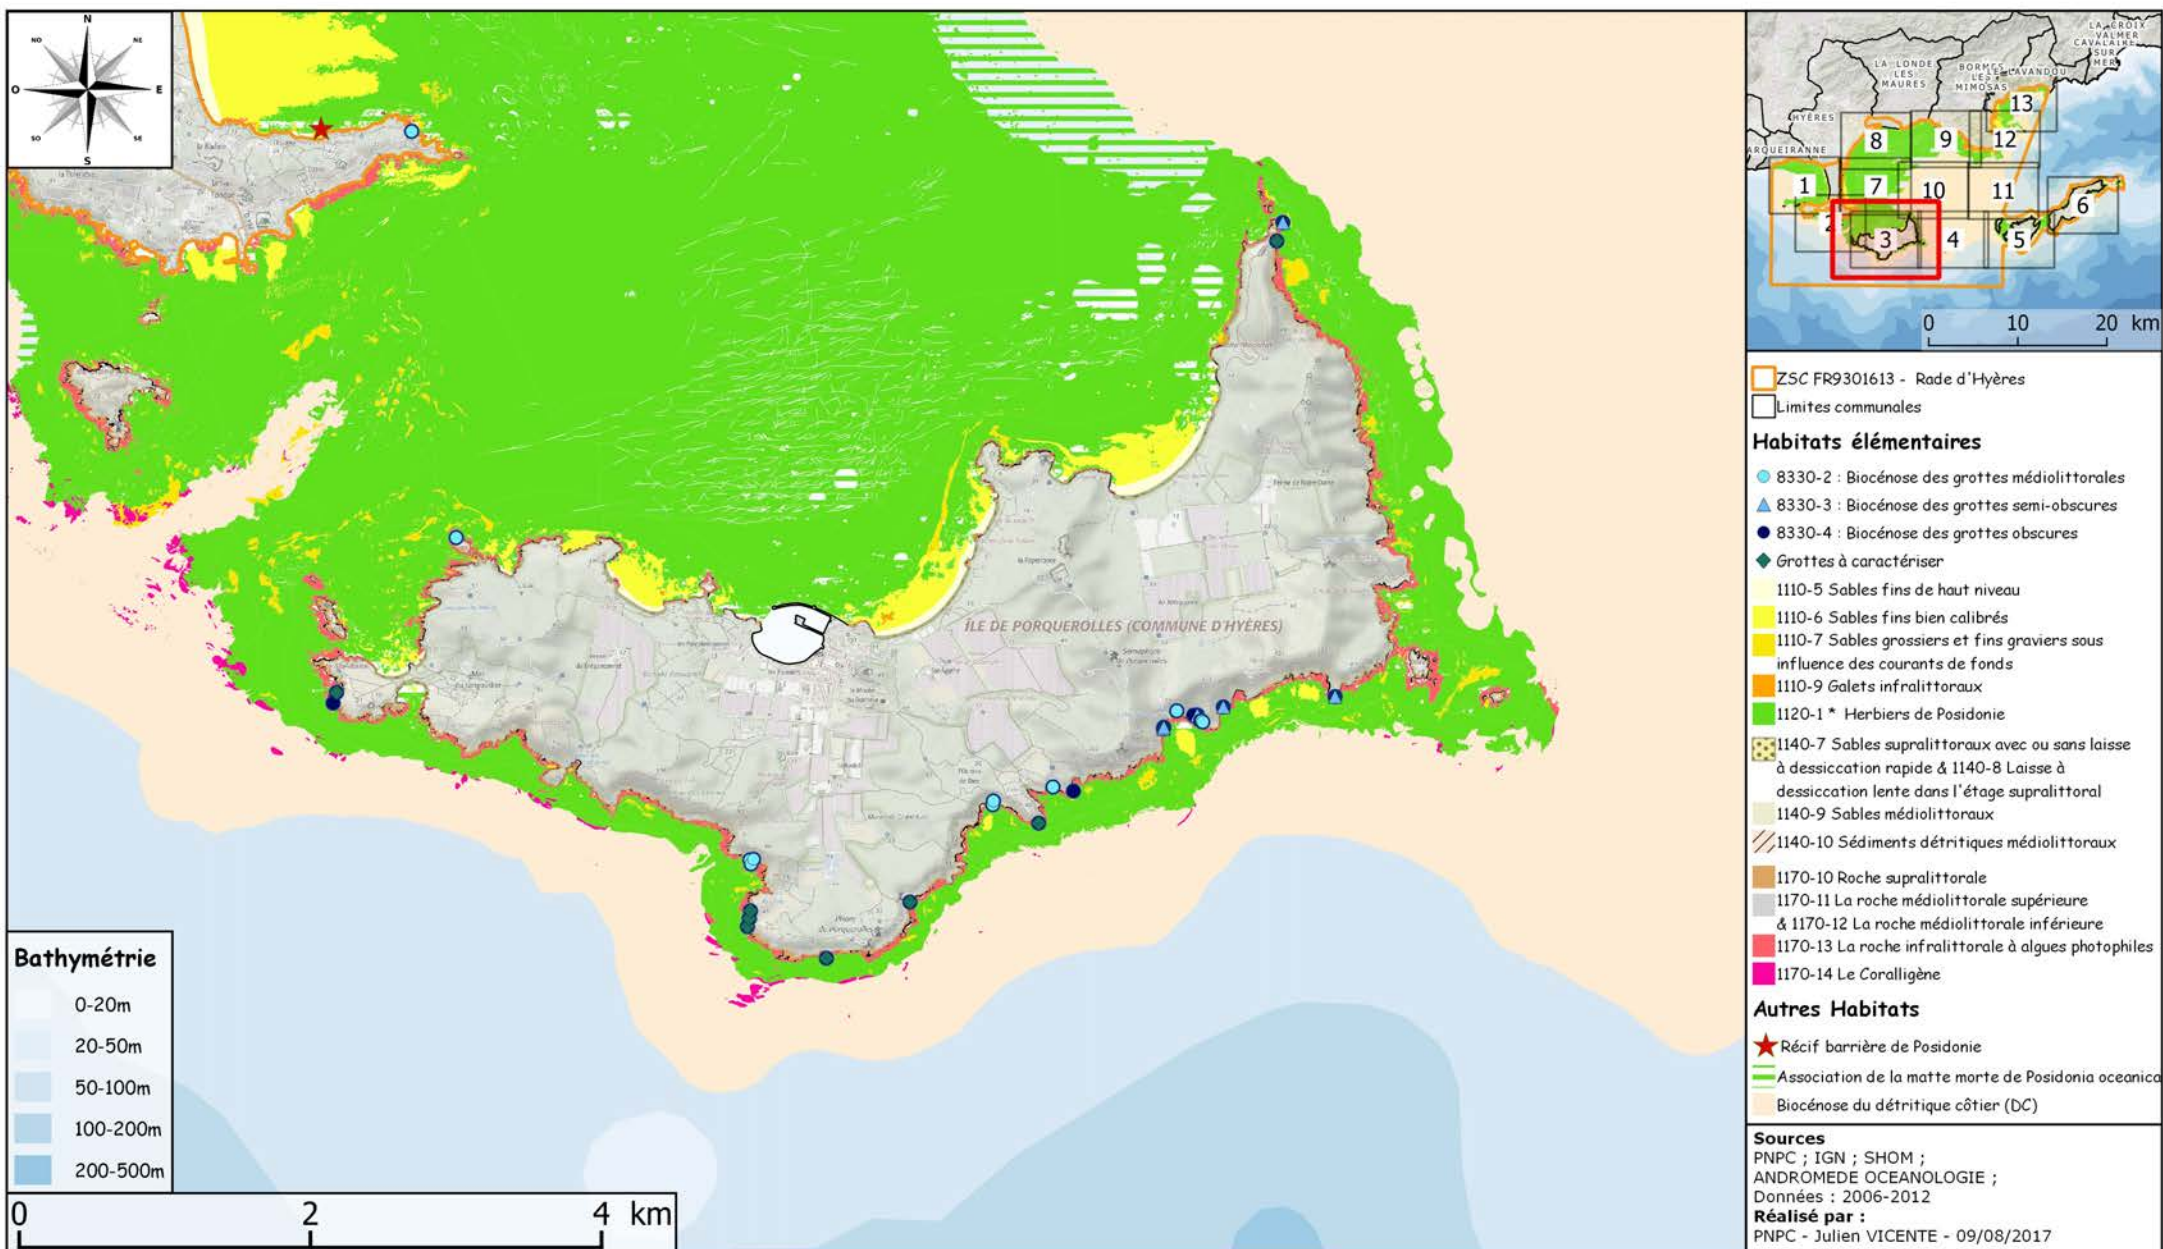 N
NO
NE
O
E
SO
SE
S
ÎLE DE PORQUEROLLES (COMMUNE D'HYÈRES)
Bathymétrie
0-20m
20-50m
50-100m
100-200m
200-500m
0 2 4 km
LA CROIX
VALMER
CAVALAIRE
SUR
MER
LA LONDE
LES
MAURES
BORMES
LES
MIMOSAS
LE LAVANDOU
HYÈRES
ARQUEIRANNE
13
8
9
12
1
7
10
11
6
2
3
4
5
0 10 20 km
ZSC FR9301613 - Rade d'Hyères
Limites communales
Habitats élémentaires
8330-2 : Biocénose des grottes médiolittorales
8330-3 : Biocénose des grottes semi-obscures
8330-4 : Biocénose des grottes obscures
Grottes à caractériser
1110-5 Sables fins de haut niveau
1110-6 Sables fins bien calibrés
1110-7 Sables grossiers et fins graviers sous
influence des courants de fonds
1110-9 Galets infralittoraux
1120-1 * Herbiers de Posidonie
1140-7 Sables supralittoraux avec ou sans laisse
à dessiccation rapide & 1140-8 Laisse à
dessiccation lente dans l'étage supralittoral
1140-9 Sables médiolittoraux
1140-10 Sédiments détritiques médiolittoraux
1170-10 Roche supralittorale
1170-11 La roche médiolittorale supérieure
& 1170-12 La roche médiolittorale inférieure
1170-13 La roche infralittorale à algues photophiles
1170-14 Le Coralligène
Autres Habitats
Récif barrière de Posidonie
Association de la matte morte de Posidonia oceanica
Biocénose du détritique côtier (DC)
Sources
PNPC ; IGN ; SHOM ;
ANDROMEDE OCEANOLOGIE ;
Données : 2006-2012
Réalisé par :
PNPC - Julien VICENTE - 09/08/2017